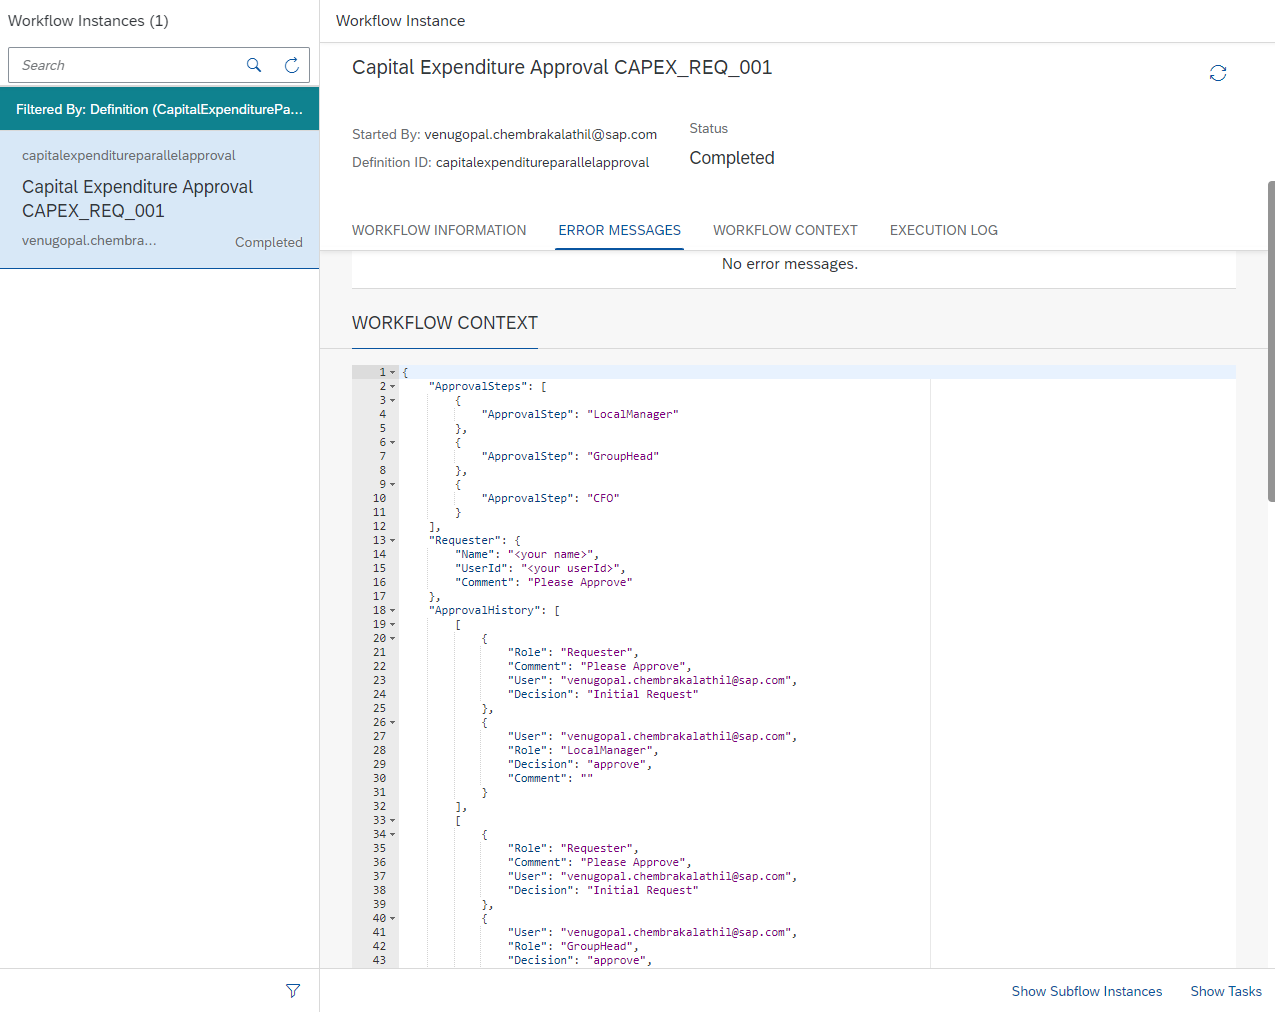 Workflow Instances (1)
Search
Filtered By: Definition (CapitalExpenditurePa...
capitalexpenditureparallelapproval
Capital Expenditure Approval
CAPEX_REQ_001
venugopal.chembra...
Completed
Workflow Instance
Capital Expenditure Approval CAPEX_REQ_001
Started By: venugopal.chembrakalathil@sap.com
Definition ID: capitalexpenditureparallelapproval
Status
Completed
WORKFLOW INFORMATION
ERROR MESSAGES
WORKFLOW CONTEXT
EXECUTION LOG
No error messages.
WORKFLOW CONTEXT
1 {
2 "ApprovalSteps": [
3 {
4 "ApprovalStep": "LocalManager"
5 },
6 {
7 "ApprovalStep": "GroupHead"
8 },
9 {
10 "ApprovalStep": "CFO"
11 }
12 ],
13 "Requester": {
14 "Name": "<your name>",
15 "UserId": "<your userId>",
16 "Comment": "Please Approve"
17 },
18 "ApprovalHistory": [
19 [
20 {
21 "Role": "Requester",
22 "Comment": "Please Approve",
23 "User": "venugopal.chembrakalathil@sap.com",
24 "Decision": "Initial Request"
25 },
26 {
27 "User": "venugopal.chembrakalathil@sap.com",
28 "Role": "LocalManager",
29 "Decision": "approve",
30 "Comment": ""
31 }
32 ],
33 [
34 {
35 "Role": "Requester",
36 "Comment": "Please Approve",
37 "User": "venugopal.chembrakalathil@sap.com",
38 "Decision": "Initial Request"
39 },
40 {
41 "User": "venugopal.chembrakalathil@sap.com",
42 "Role": "GroupHead",
43 "Decision": "approve",
Show Subflow Instances
Show Tasks